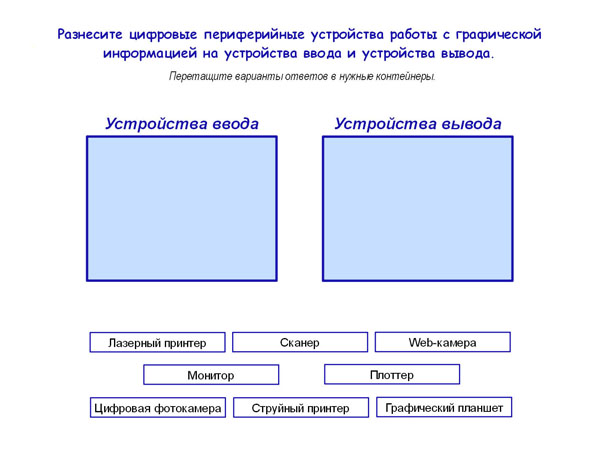 Разнесите цифровые периферийные устройства работы с графической
информацией на устройства ввода и устройства вывода.
Перетащите варианты ответов в нужные контейнеры.
Устройства ввода
Устройства вывода
Лазерный принтер
Сканер
Web-камера
Монитор
Плоттер
Цифровая фотокамера
Струйный принтер
Графический планшет